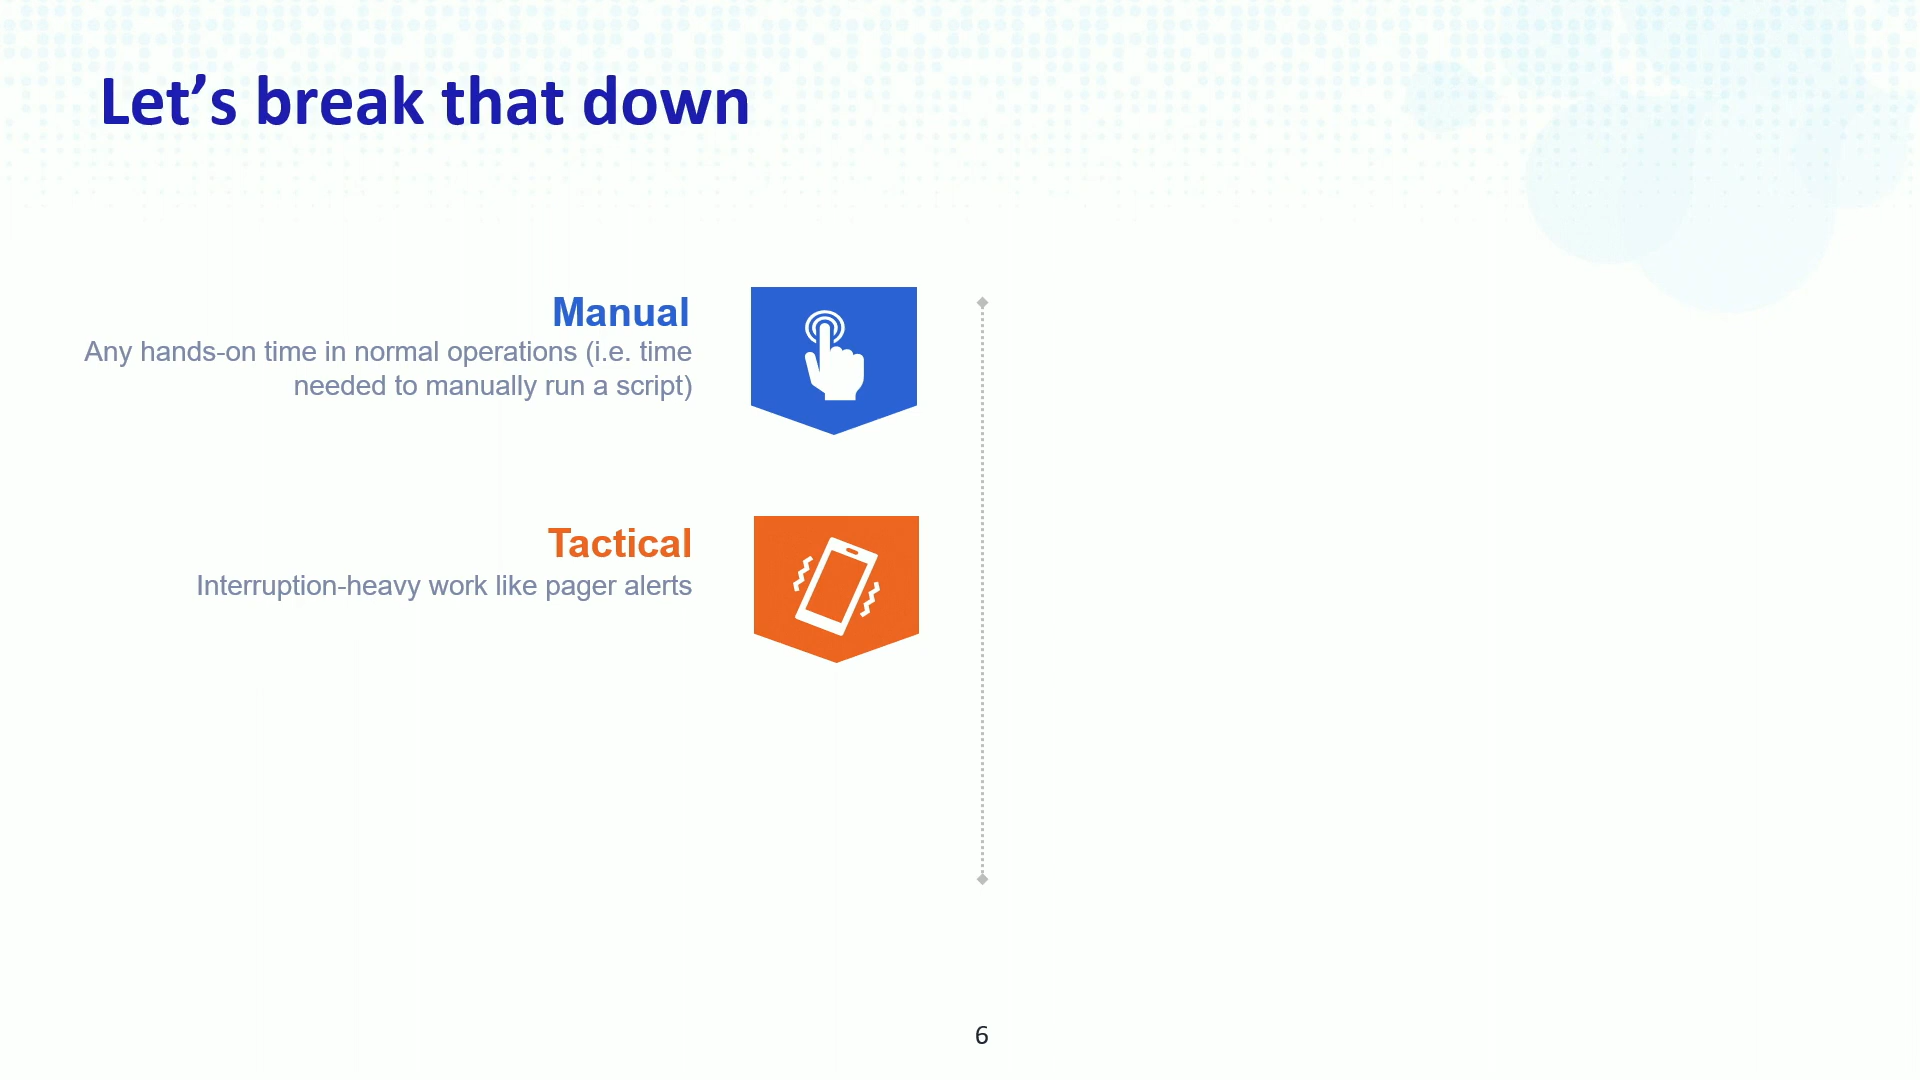 Let’s break that down
Manual
Any hands-on time in normal operations (i.e. time
needed to manually run a script)
Tactical
Interruption-heavy work like pager alerts
6